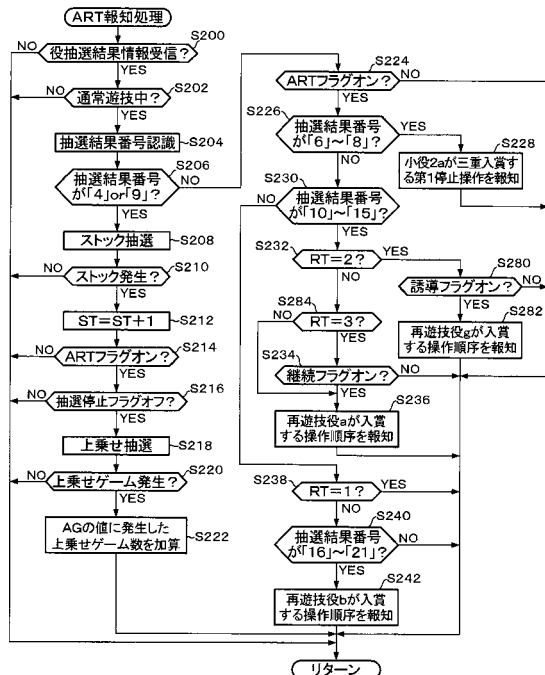 ART報知処理
S200
役抽選結果情報受信?
NO
YES
S202
通常遊技中?
NO
YES
抽選結果番号認識
S204
S206
抽選結果番号
が「4」or「9」?
NO
YES
ストック抽選
S208
S210
ストック発生?
NO
YES
ST=ST+1
S212
ARTフラグオン?
S214
NO
YES
S216
抽選停止フラグオフ?
NO
YES
上乗せ抽選
S218
S220
上乗せゲーム発生?
NO
YES
AGの値に発生した
上乗せゲーム数を加算
S222
S224
ARTフラグオン?
NO
YES
S226
抽選結果番号
が「6」~「8」?
YES
NO
S228
小役2aが三重入賞す
る第1停止操作を報知
S230
抽選結果番号
が「10」~「15」?
NO
YES
S232
RT=2?
YES
NO
S280
誘導フラグオン?
NO
YES
S282
再遊技役gが入賞
する操作順序を報知
S284
RT=3?
NO
YES
S234
継続フラグオン?
NO
YES
S236
再遊技役aが入賞
する操作順序を報知
S238
RT=1?
YES
NO
S240
抽選結果番号
が「16」~「21」?
NO
YES
S242
再遊技役bが入賞
する操作順序を報知
リターン